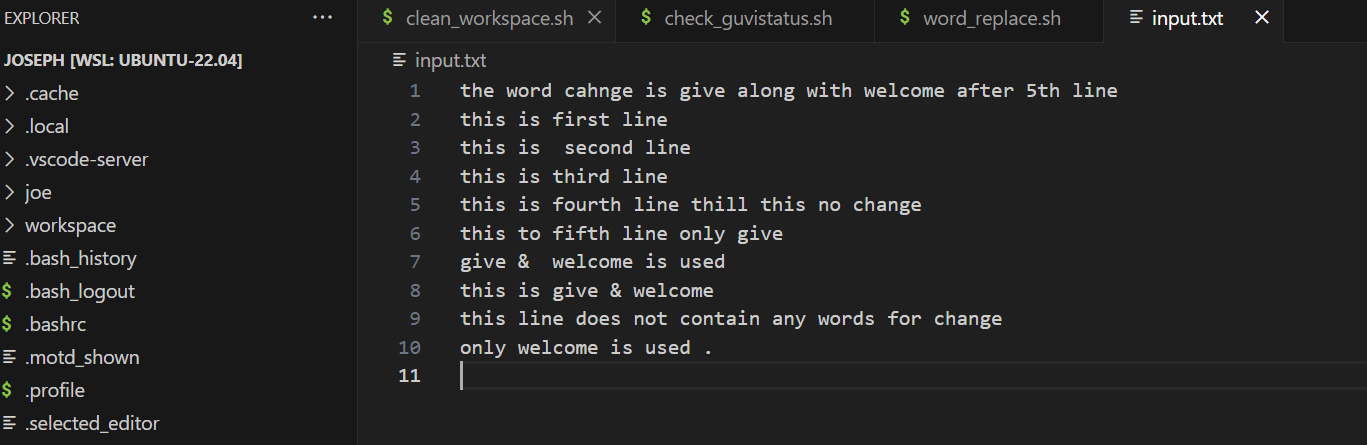 EXPLORER
...
JOSEPH [WSL: UBUNTU-22.04]
> .cache
> .local
> .vscode-server
> joe
> workspace
.bash_history
$ .bash_logout
$ .bashrc
.motd_shown
$ .profile
.selected_editor
$ clean_workspace.sh ×
$ check_guvistatus.sh
$ word_replace.sh
input.txt ×
input.txt
1 the word cahnge is give along with welcome after 5th line
2 this is first line
3 this is  second line
4 this is third line
5 this is fourth line thill this no change
6 this to fifth line only give
7 give &  welcome is used
8 this is give & welcome
9 this line does not contain any words for change
10 only welcome is used .
11